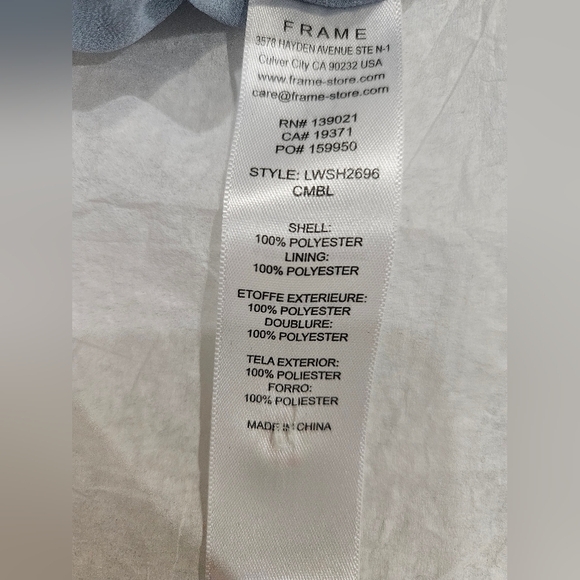 FRAME
3578 HAYDEN AVENUE STE N-1
Culver City CA 90232 USA
www.frame-store.com
care@frame-store.com
RN# 139021
CA# 19371
PO# 159950
STYLE: LWSH2696
CMBL
SHELL:
100% POLYESTER
LINING:
100% POLYESTER
ETOFFE EXTERIEURE:
100% POLYESTER
DOUBLURE:
100% POLYESTER
TELA EXTERIOR:
100% POLIESTER
FORRO:
100% POLIESTER
MADE IN CHINA